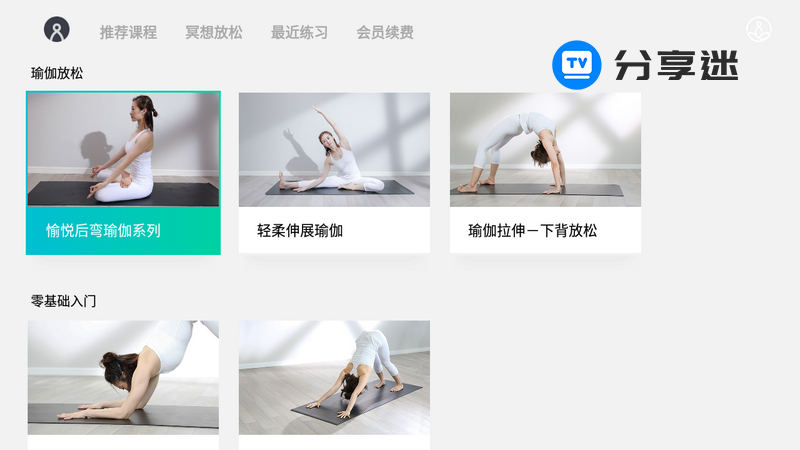 推荐课程 冥想放松 最近练习 会员续费
TV 分享迷
瑜伽放松
愉悦后弯瑜伽系列 轻柔伸展瑜伽 瑜伽拉伸－下背放松
零基础入门